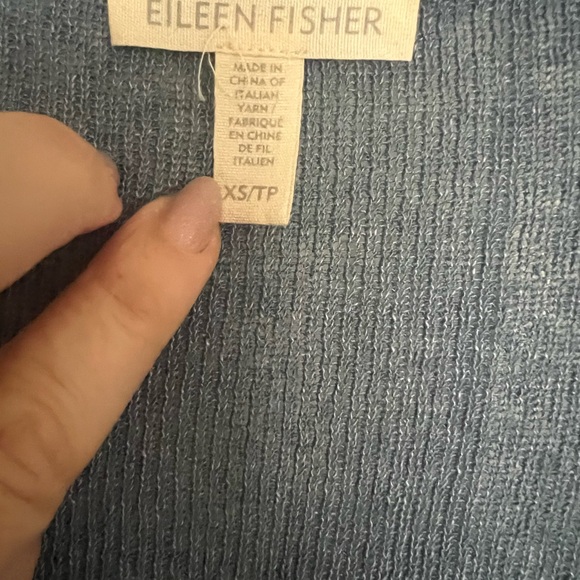 EILEEN FISHER
MADE IN
CHINA OF
ITALIAN
YARN /
FABRIQUÉ
EN CHINE
DE FIL
ITALIEN
XS/TP